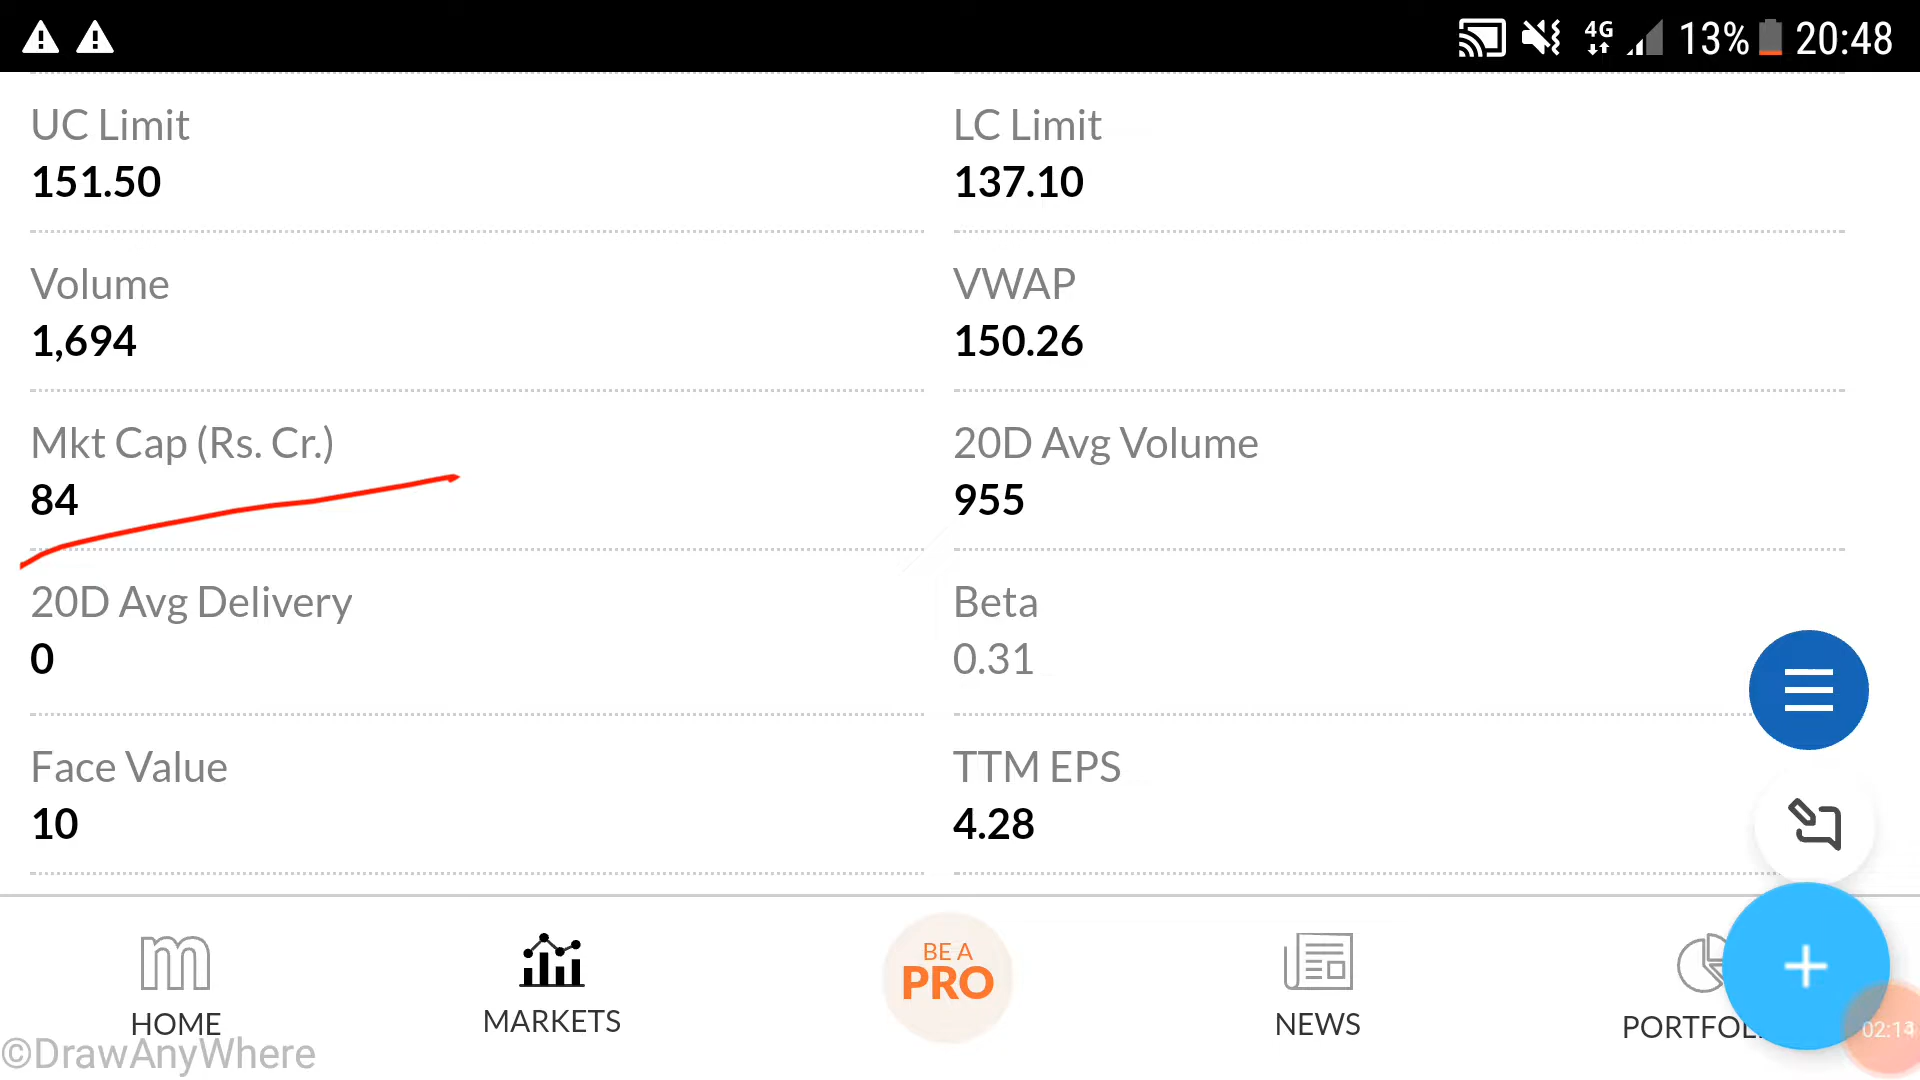 4G 13% 20:48
UC Limit
151.50
LC Limit
137.10
Volume
1,694
VWAP
150.26
Mkt Cap (Rs. Cr.)
84
20D Avg Volume
955
20D Avg Delivery
0
Beta
0.31
Face Value
10
TTM EPS
4.28
HOME
MARKETS
BE A
PRO
NEWS
©DrawAnyWhere